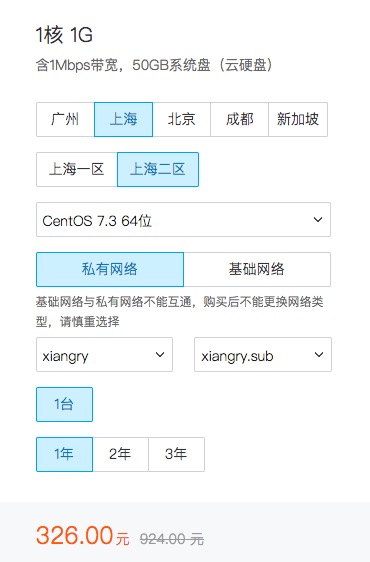 1核 1G
含1Mbps带宽，50GB系统盘（云硬盘）
广州 上海 北京 成都 新加坡
上海一区 上海二区
CentOS 7.3 64位
私有网络 基础网络
基础网络与私有网络不能互通，购买后不能更换网络类
型，请慎重选择
xiangry xiangry.sub
1台
1年 2年 3年
326.00元 924.00 元